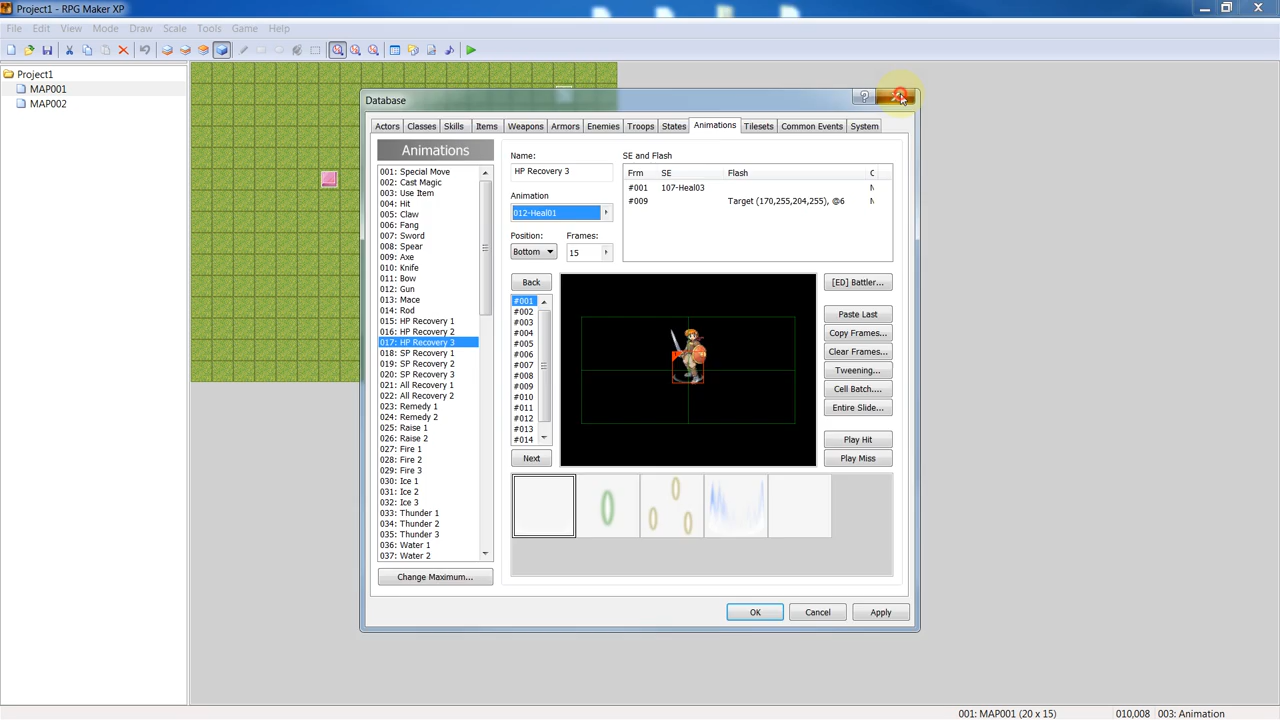 Project1 - RPG Maker XP
File Edit View Mode Draw Scale Tools Game Help
Project1
MAP001
MAP002
Database
Actors Classes Skills Items Weapons Armors Enemies Troops States Animations Tilesets Common Events System
Animations
001: Special Move
002: Cast Magic
003: Use Item
004: Hit
005: Claw
006: Fang
007: Sword
008: Spear
009: Axe
010: Knife
011: Bow
012: Gun
013: Mace
014: Rod
015: HP Recovery 1
016: HP Recovery 2
017: HP Recovery 3
018: SP Recovery 1
019: SP Recovery 2
020: SP Recovery 3
021: All Recovery 1
022: All Recovery 2
023: Remedy 1
024: Remedy 2
025: Raise 1
026: Raise 2
027: Fire 1
028: Fire 2
029: Fire 3
030: Ice 1
031: Ice 2
032: Ice 3
033: Thunder 1
034: Thunder 2
035: Thunder 3
036: Water 1
037: Water 2
Change Maximum...
Name:
HP Recovery 3
Animation
012-Heal01
Position: Frames:
Bottom 15
SE and Flash
Frm SE Flash C
#001 107-Heal03 N
#009 Target (170,255,204,255), @6 N
Back
#001
#002
#003
#004
#005
#006
#007
#008
#009
#010
#011
#012
#013
#014
Next
[ED] Battler...
Paste Last
Copy Frames...
Clear Frames...
Tweening...
Cell Batch....
Entire Slide...
Play Hit
Play Miss
OK Cancel Apply
001: MAP001 (20 x 15) 010,008 003: Animation